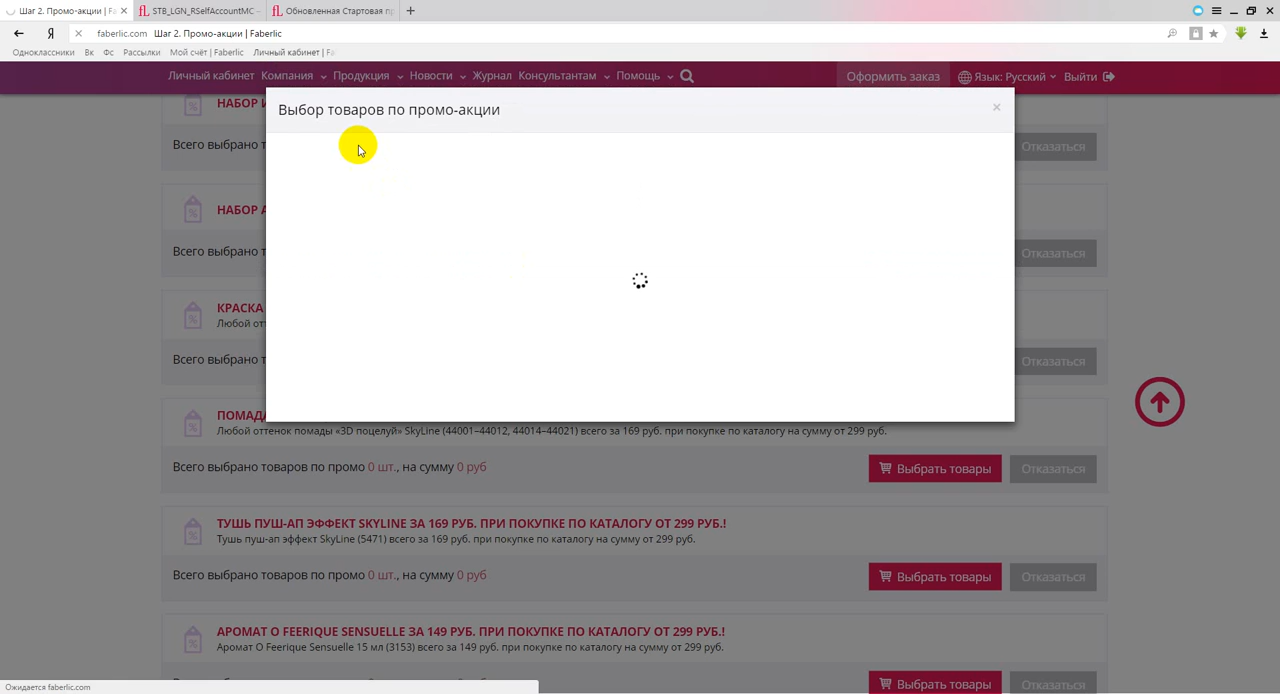 Шаг 2. Промо-акции | Fa
STB_LGN_RSelfAccountMC –
Обновленная Стартовая пр
faberlic.com Шаг 2. Промо-акции | Faberlic
Одноклассники Вк Фс Рассылки Мой счёт | Faberlic Личный кабинет | Fa
Личный кабинет Компания Продукция Новости Журнал Консультантам Помощь Оформить заказ Язык: Русский Выйти
Выбор товаров по промо-акции ×
НАБОР
Всего выбрано т Отказаться
НАБОР
Всего выбрано т Отказаться
КРАСКА
Любой от
Всего выбрано т Отказаться
ПОМАД
Любой оттенок помады «3D поцелуй» SkyLine (44001–44012, 44014–44021) всего за 169 руб. при покупке по каталогу на сумму от 299 руб.
Всего выбрано товаров по промо 0 шт., на сумму 0 руб Выбрать товары Отказаться
ТУШЬ ПУШ-АП ЭФФЕКТ SKYLINE ЗА 169 РУБ. ПРИ ПОКУПКЕ ПО КАТАЛОГУ ОТ 299 РУБ.!
Тушь пуш-ап эффект SkyLine (5471) всего за 169 руб. при покупке по каталогу на сумму от 299 руб.
Всего выбрано товаров по промо 0 шт., на сумму 0 руб Выбрать товары Отказаться
АРОМАТ O FEERIQUE SENSUELLE ЗА 149 РУБ. ПРИ ПОКУПКЕ ПО КАТАЛОГУ ОТ 299 РУБ.!
Аромат O Feerique Sensuelle 15 мл (3153) всего за 149 руб. при покупке по каталогу на сумму от 299 руб.
Выбрать товары Отказаться
Ожидается faberlic.com